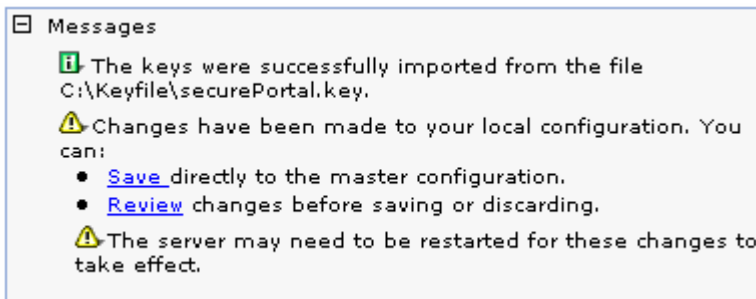 Messages
The keys were successfully imported from the file
C:\Keyfile\securePortal.key.
Changes have been made to your local configuration. You
can:
• Save directly to the master configuration.
• Review changes before saving or discarding.
The server may need to be restarted for these changes to
take effect.